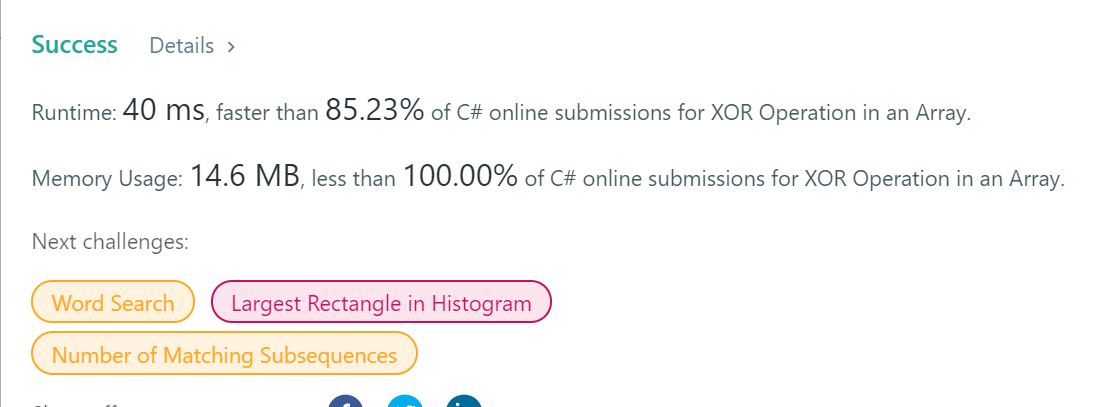 Success Details >
Runtime: 40 ms, faster than 85.23% of C# online submissions for XOR Operation in an Array.
Memory Usage: 14.6 MB, less than 100.00% of C# online submissions for XOR Operation in an Array.
Next challenges:
Word Search Largest Rectangle in Histogram
Number of Matching Subsequences